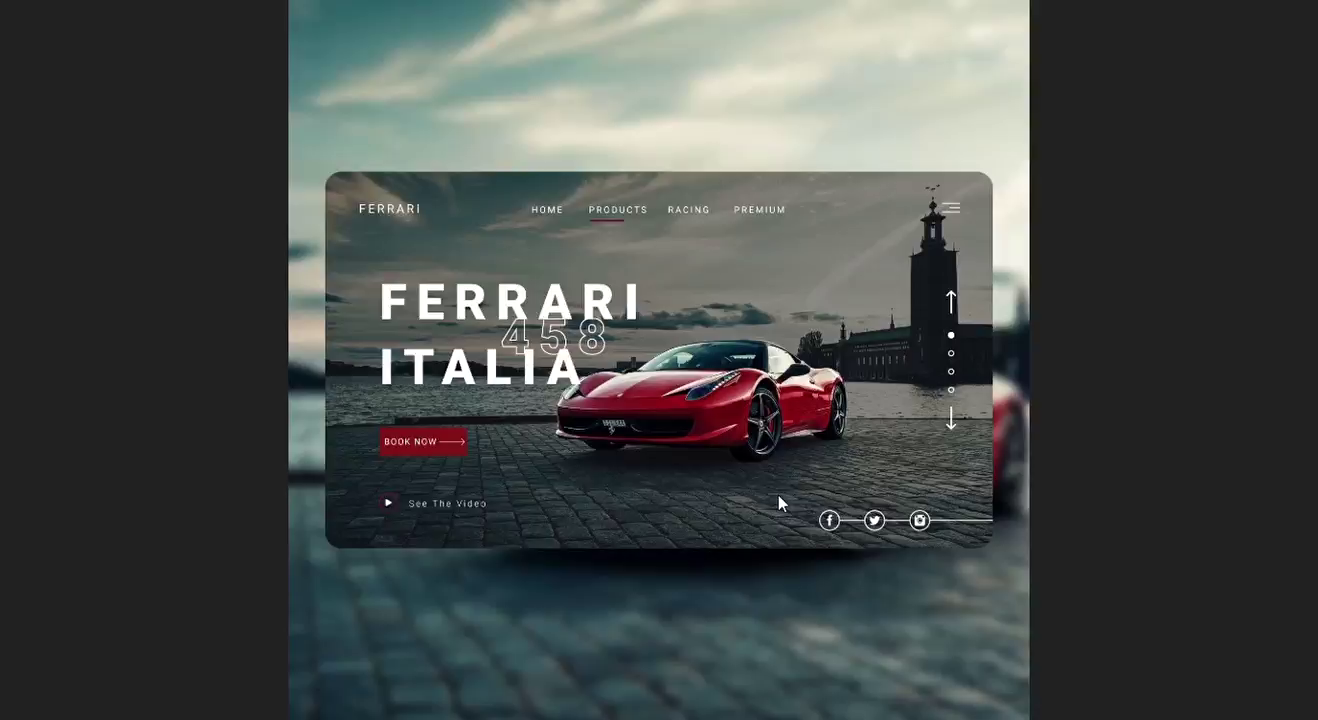 FERRARI
HOME PRODUCTS RACING PREMIUM
FERRARI
458
ITALIA
BOOK NOW
See The Video